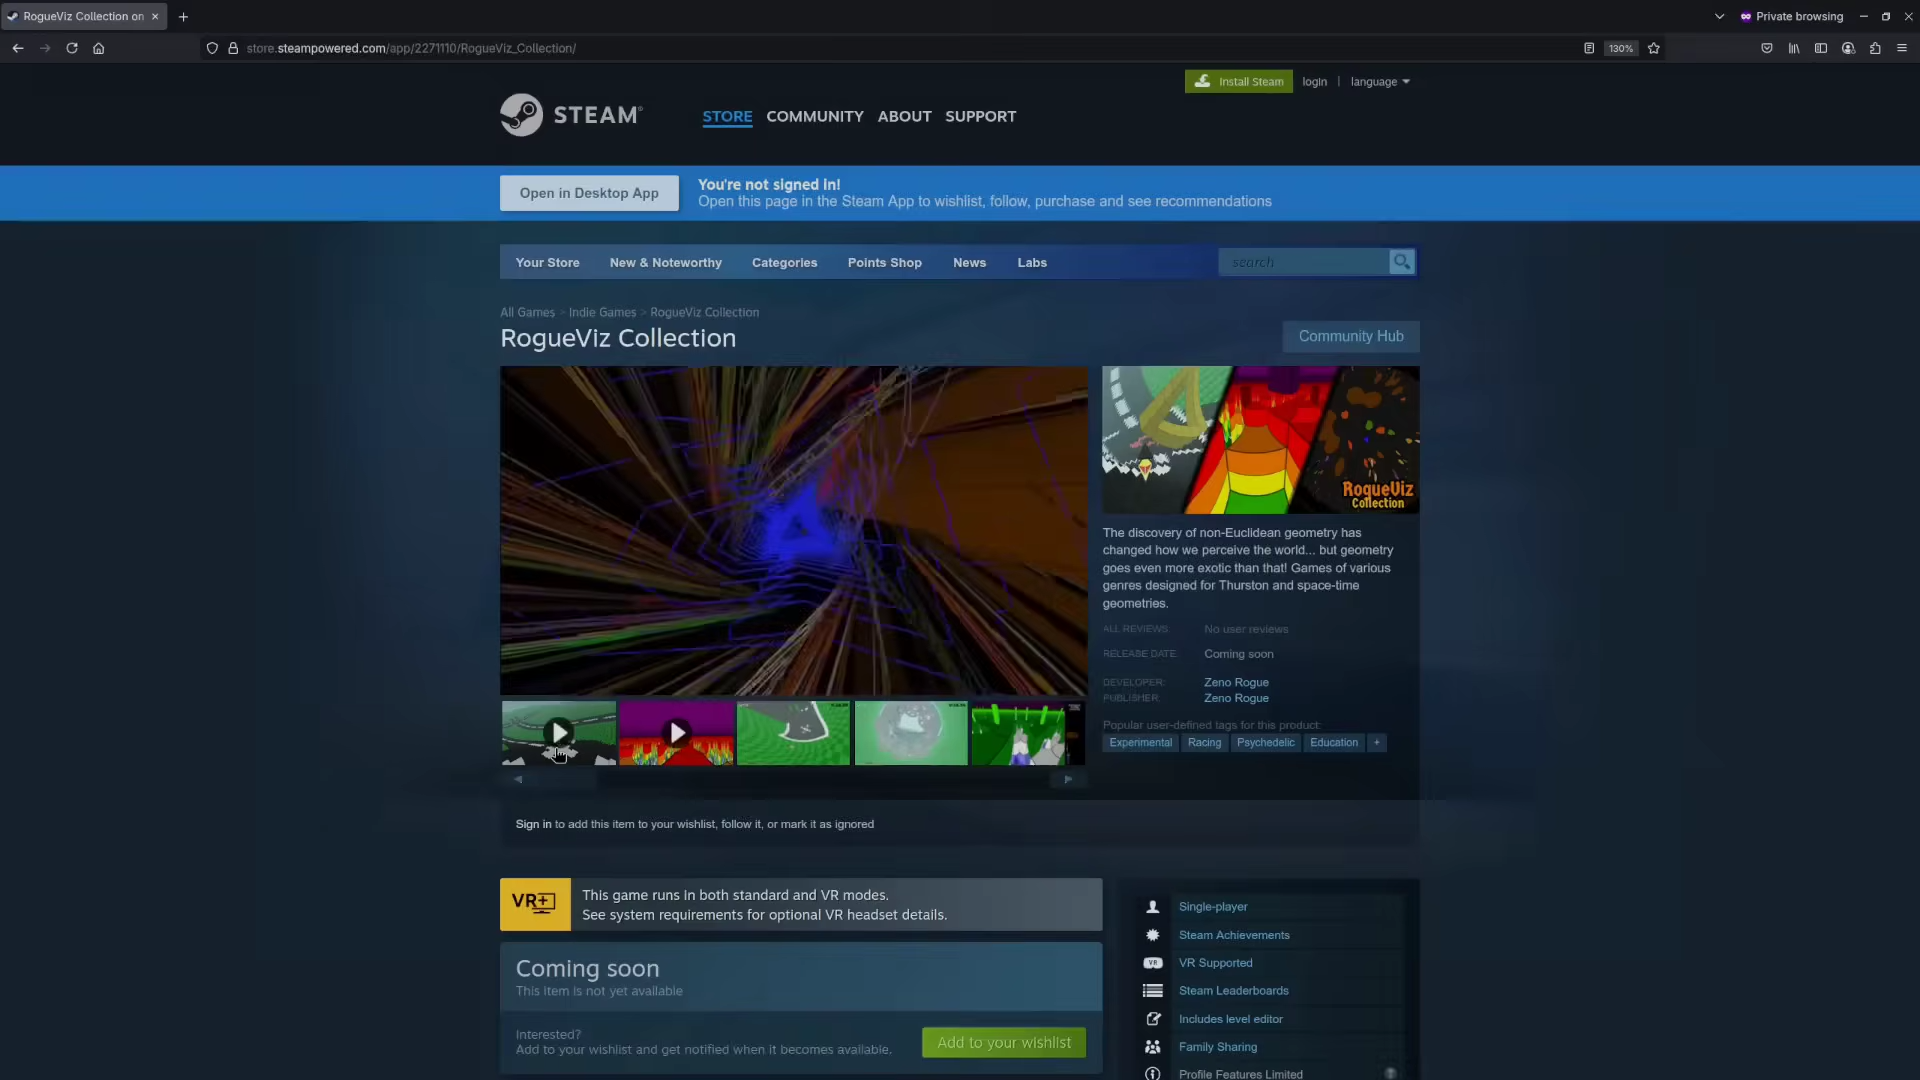 RogueViz Collection on
Private browsing
store.steampowered.com/app/2271110/RogueViz_Collection/
130%
Install Steam
login
language
STEAM®
STORE
COMMUNITY
ABOUT
SUPPORT
Open in Desktop App
You're not signed In!
Open this page in the Steam App to wishlist, follow, purchase and see recommendations
Your Store
New & Noteworthy
Categories
Points Shop
News
Labs
search
All Games > Indie Games > RogueViz Collection
RogueViz Collection
Community Hub
RogueViz
Collection
The discovery of non-Euclidean geometry has
changed how we perceive the world... but geometry
goes even more exotic than that! Games of various
genres designed for Thurston and space-time
geometries.
ALL REVIEWS: No user reviews
RELEASE DATE: Coming soon
DEVELOPER: Zeno Rogue
PUBLISHER: Zeno Rogue
Popular user-defined tags for this product:
Experimental
Racing
Psychedelic
Education
+
Sign in to add this item to your wishlist, follow it, or mark it as ignored
VR+
This game runs in both standard and VR modes.
See system requirements for optional VR headset details.
Coming soon
This item is not yet available
Interested?
Add to your wishlist and get notified when it becomes available.
Add to your wishlist
Single-player
Steam Achievements
VR
VR Supported
Steam Leaderboards
Includes level editor
Family Sharing
Profile Features Limited